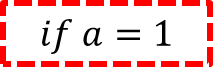 if a = 1